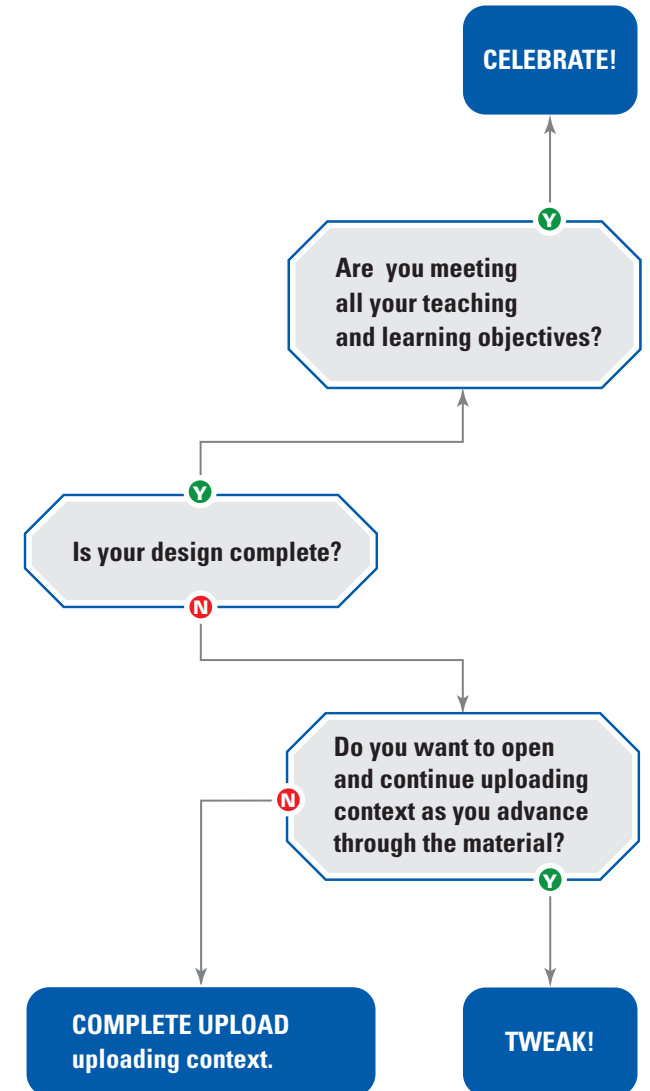 CELEBRATE!
Y
Are you meeting
all your teaching
and learning objectives?
Y
Is your design complete?
N
Do you want to open
and continue uploading
context as you advance
through the material?
N
Y
COMPLETE UPLOAD
uploading context.
TWEAK!